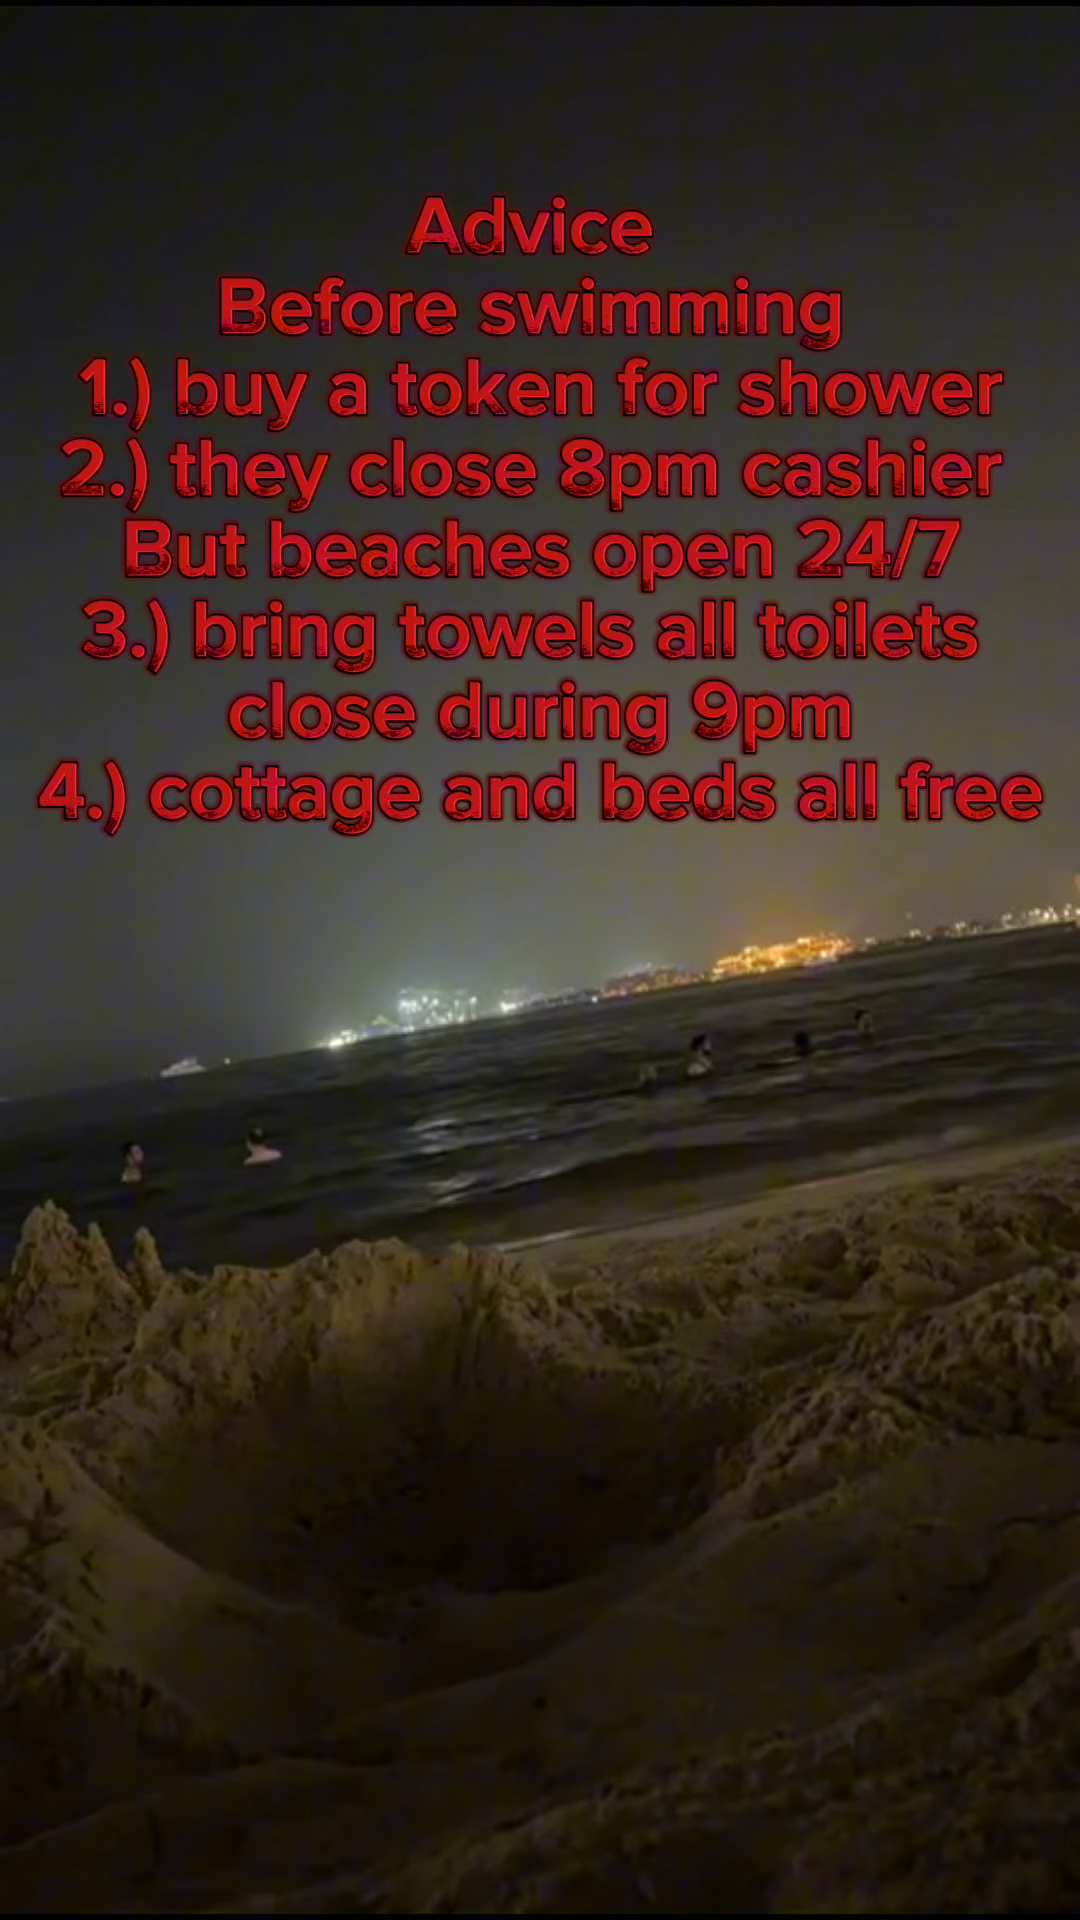 Advice
Before swimming
1.) buy a token for shower
2.) they close 8pm cashier
But beaches open 24/7
3.) bring towels all toilets
close during 9pm
4.) cottage and beds all free